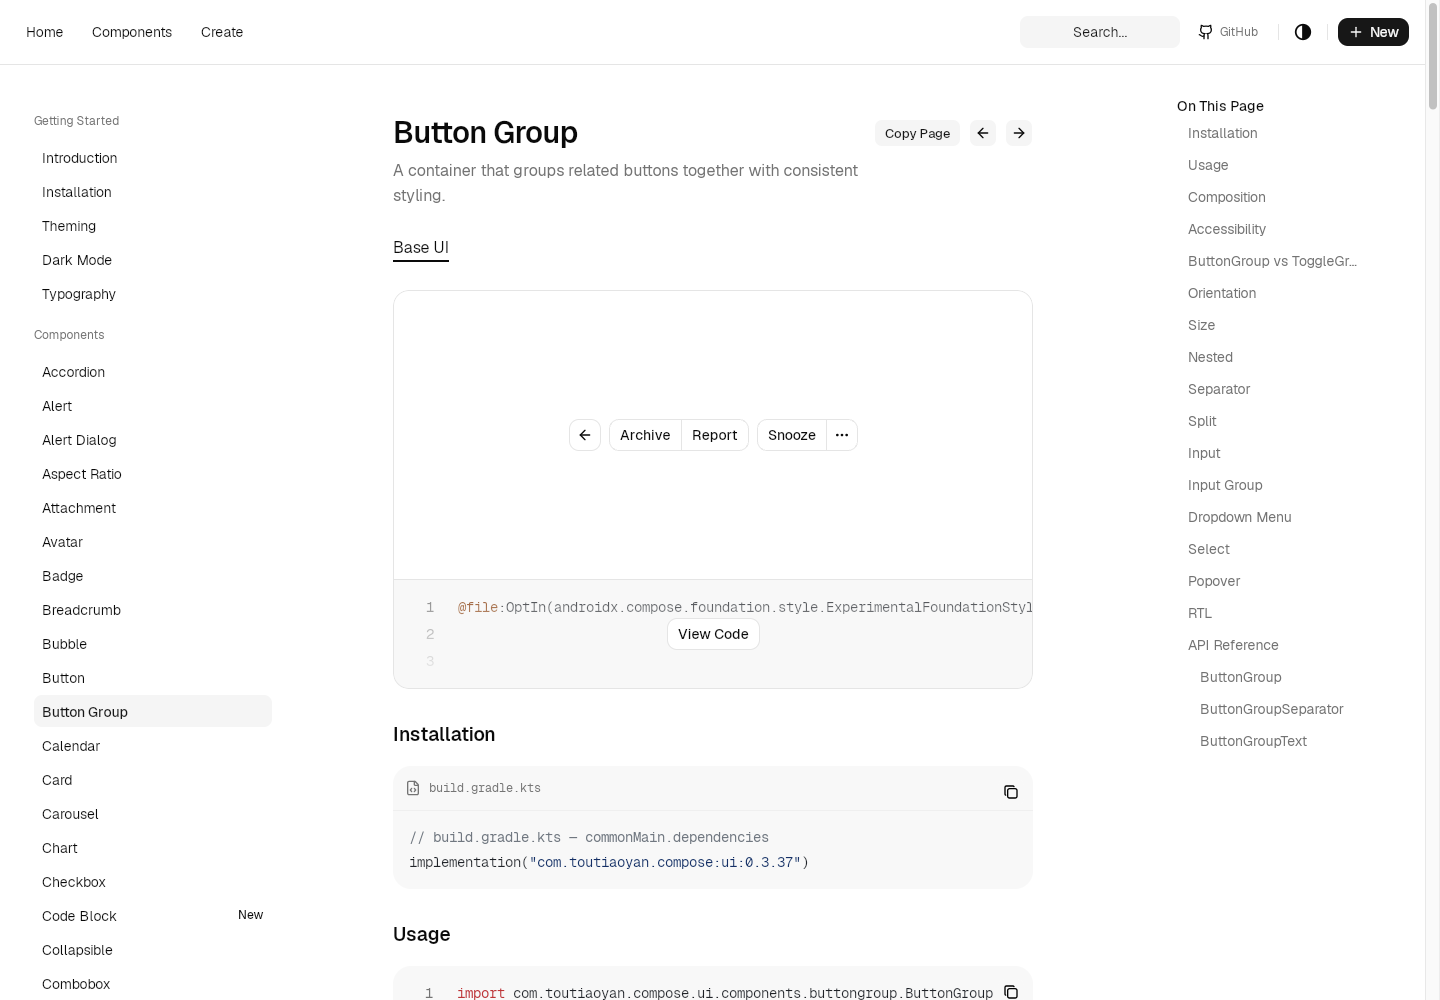 Home
Components
Create
Search...
GitHub
New
Getting Started
Introduction
Installation
Theming
Dark Mode
Typography
Components
Accordion
Alert
Alert Dialog
Aspect Ratio
Attachment
Avatar
Badge
Breadcrumb
Bubble
Button
Button Group
Calendar
Card
Carousel
Chart
Checkbox
Code Block New
Collapsible
Combobox
Button Group
Copy Page
A container that groups related buttons together with consistent
styling.
Base UI
Archive
Report
Snooze
1 @file:OptIn(androidx.compose.foundation.style.ExperimentalFoundationStyl
2
View Code
3
Installation
build.gradle.kts
// build.gradle.kts — commonMain.dependencies
implementation("com.toutiaoyan.compose:ui:0.3.37")
Usage
1 import com.toutiaoyan.compose.ui.components.buttongroup.ButtonGroup
On This Page
Installation
Usage
Composition
Accessibility
ButtonGroup vs ToggleGr...
Orientation
Size
Nested
Separator
Split
Input
Input Group
Dropdown Menu
Select
Popover
RTL
API Reference
ButtonGroup
ButtonGroupSeparator
ButtonGroupText